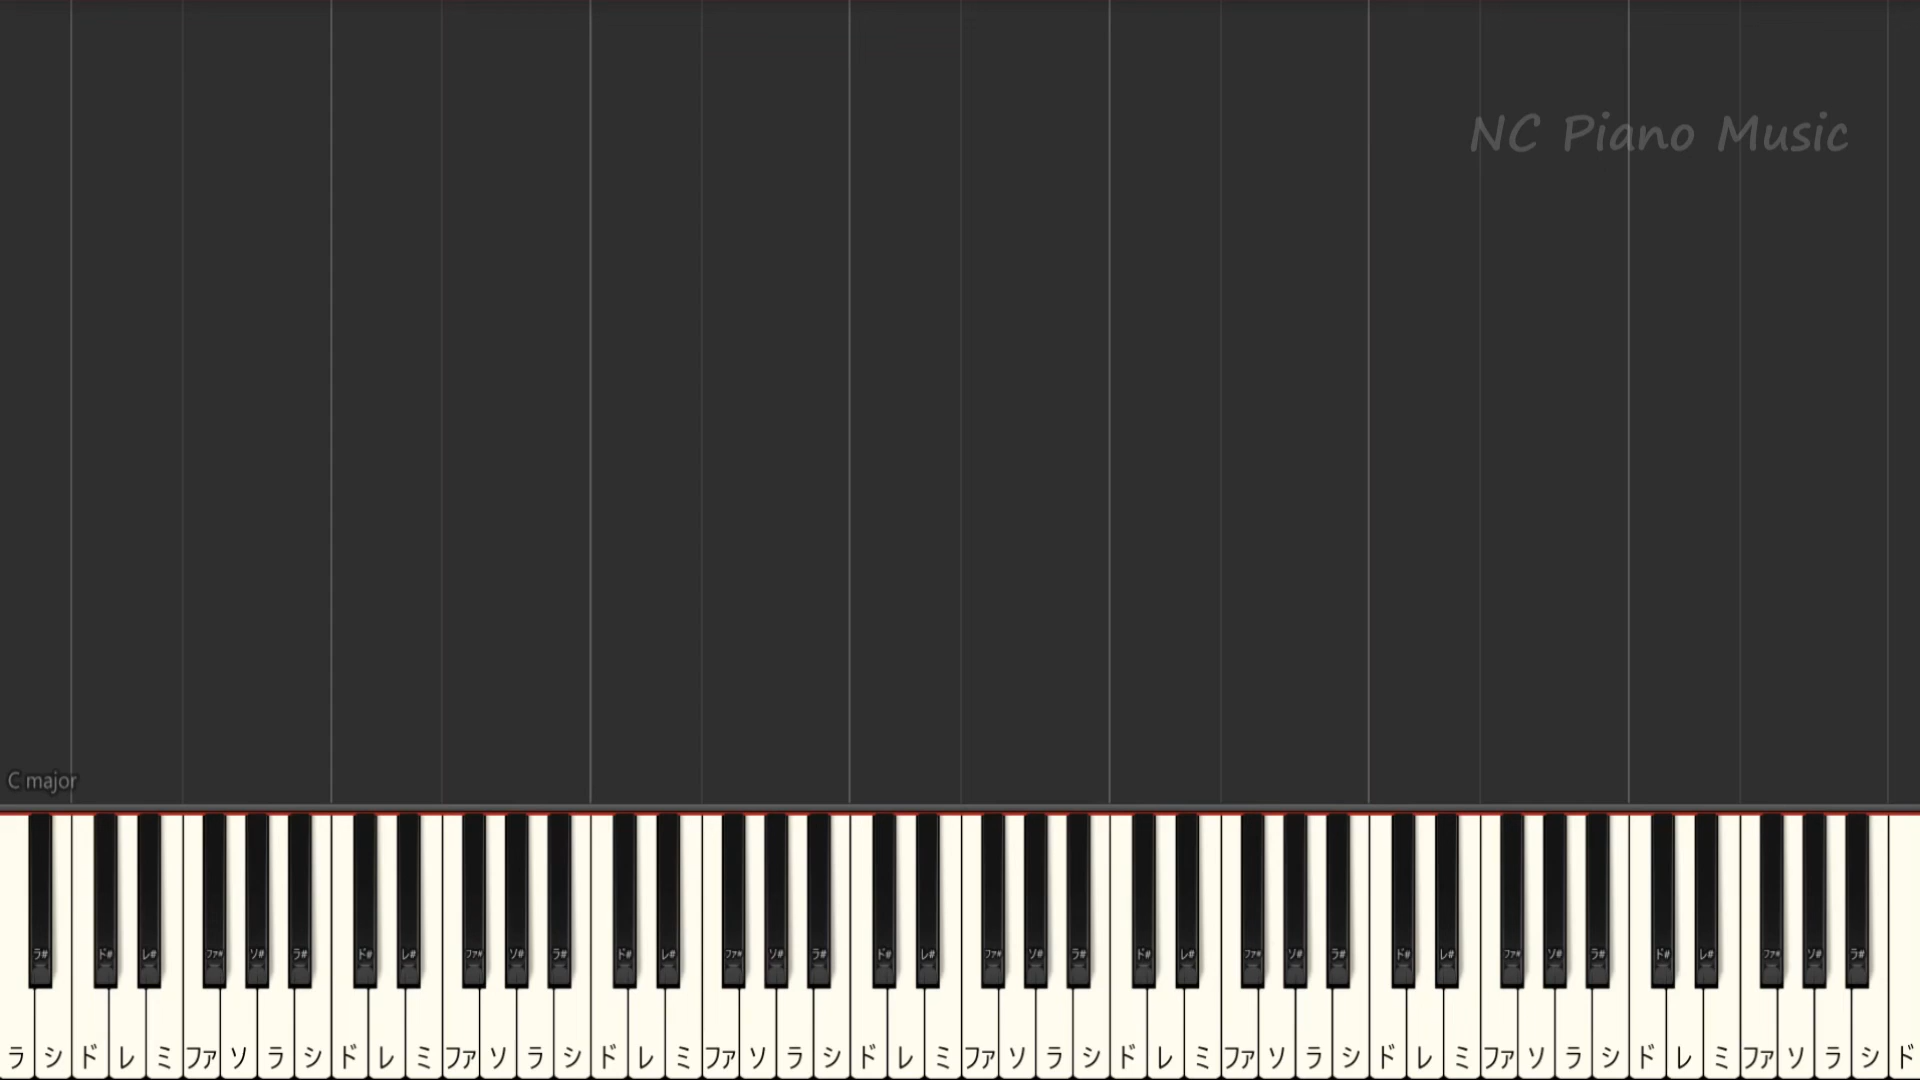 NC Piano Music
C major
ラ# ド# レ# ファ# ソ# ラ# ド# レ# ファ# ソ# ラ# ド# レ# ファ# ソ# ラ# ド# レ# ファ# ソ# ラ# ド# レ# ファ# ソ# ラ# ド# レ# ファ# ソ# ラ# ド# レ# ファ# ソ# ラ#
ラ シ ド レ ミ ファ ソ ラ シ ド レ ミ ファ ソ ラ シ ド レ ミ ファ ソ ラ シ ド レ ミ ファ ソ ラ シ ド レ ミ ファ ソ ラ シ ド レ ミ ファ ソ ラ シ ド レ ミ ファ ソ ラ シ ド